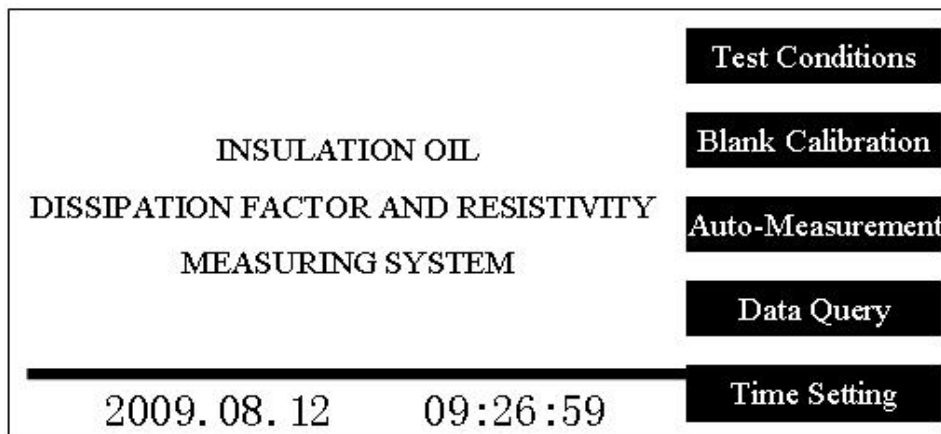 INSULATION OIL
DISSIPATION FACTOR AND RESISTIVITY
MEASURING SYSTEM
2009.08.12 09:26:59
Test Conditions
Blank Calibration
Auto-Measurement
Data Query
Time Setting